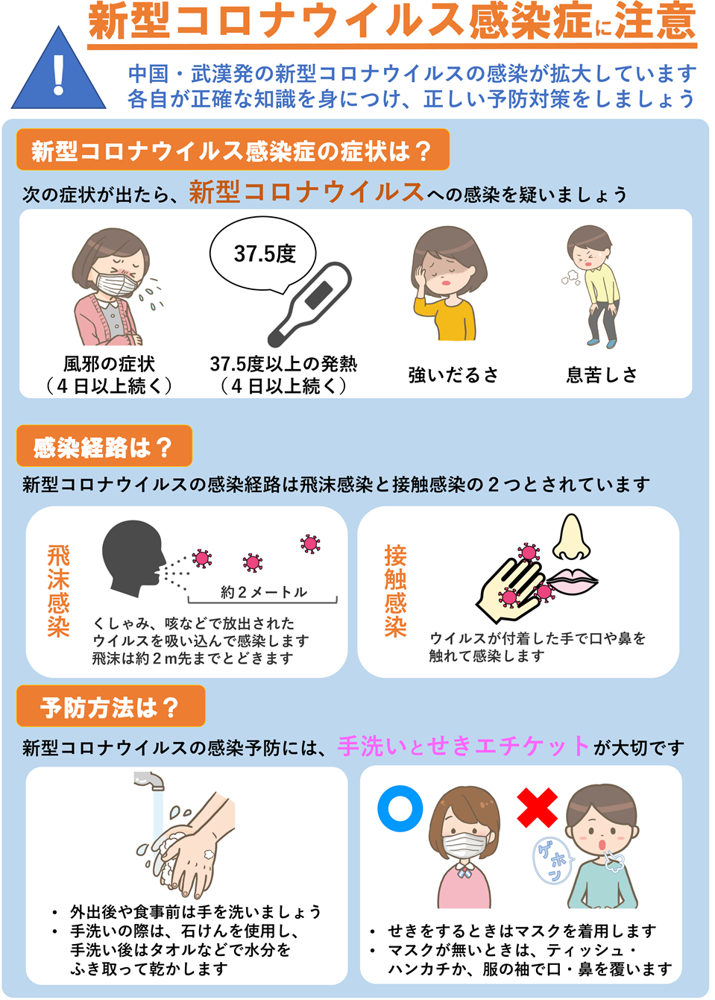 新型コロナウイルス感染症に注意
!
中国・武漢発の新型コロナウイルスの感染が拡大しています
各自が正確な知識を身につけ、正しい予防対策をしましょう
新型コロナウイルス感染症の症状は？
次の症状が出たら、新型コロナウイルスへの感染を疑いましょう
37.5度
風邪の症状
（４日以上続く）
37.5度以上の発熱
（４日以上続く）
強いだるさ
息苦しさ
感染経路は？
新型コロナウイルスの感染経路は飛沫感染と接触感染の２つとされています
飛沫感染
約２メートル
くしゃみ、咳などで放出された
ウイルスを吸い込んで感染します
飛沫は約２m先までとどきます
接触感染
ウイルスが付着した手で口や鼻を
触れて感染します
予防方法は？
新型コロナウイルスの感染予防には、手洗いとせきエチケットが大切です
• 外出後や食事前は手を洗いましょう
• 手洗いの際は、石けんを使用し、
手洗い後はタオルなどで水分を
ふき取って乾かします
ゲホン
• せきをするときはマスクを着用します
• マスクが無いときは、ティッシュ・
ハンカチか、服の袖で口・鼻を覆います